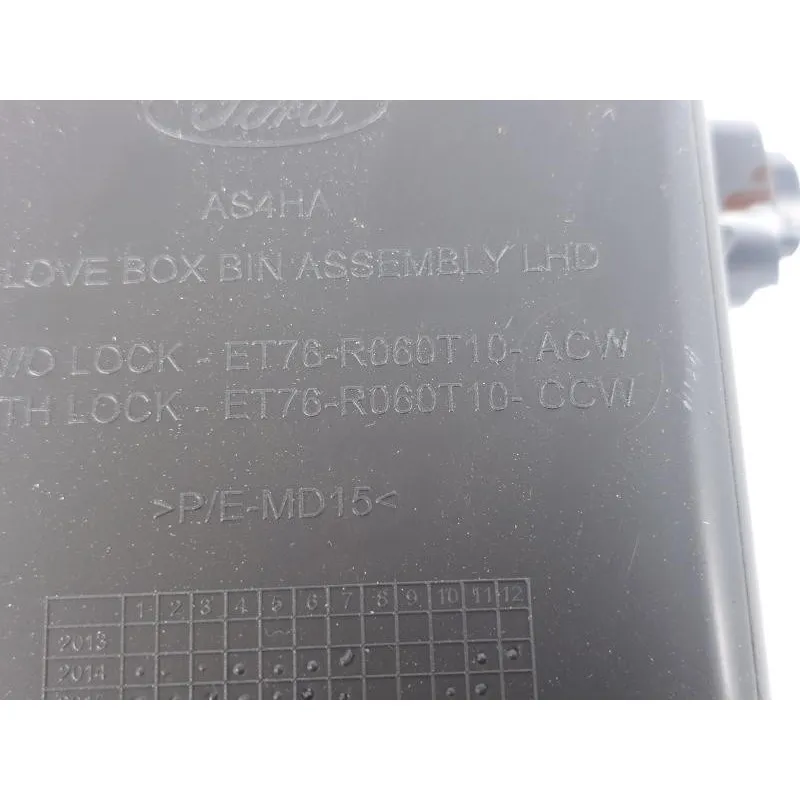 Ford
AS4HA
LOVE BOX BIN ASSEMBLY LHD
W/O LOCK - ET76-R060T10- ACW
TH LOCK - ET76-R060T10- CCW
>P/E-MD15<
1 2 3 4 5 6 7 8 9 10 11 12
2013
2014